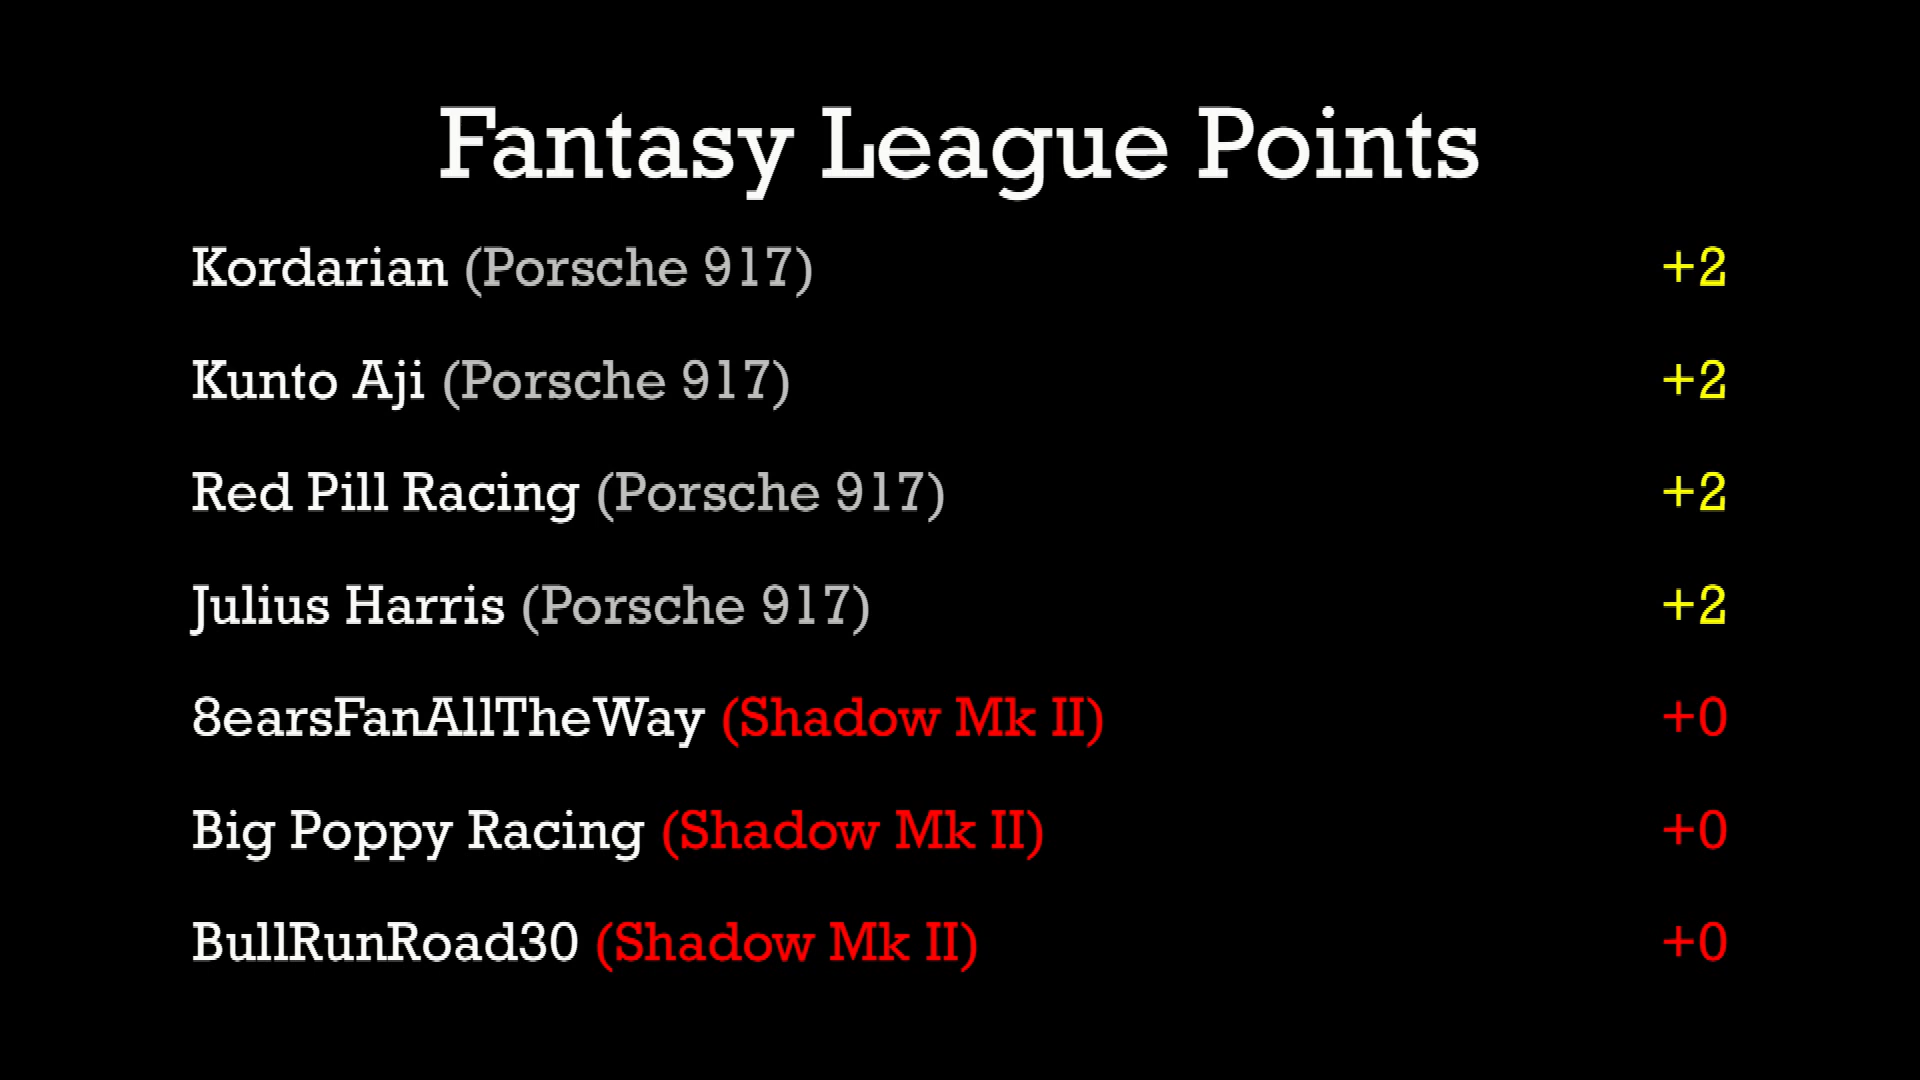 Fantasy League Points
Kordarian (Porsche 917) +2
Kunto Aji (Porsche 917) +2
Red Pill Racing (Porsche 917) +2
Julius Harris (Porsche 917) +2
8earsFanAllTheWay (Shadow Mk II) +0
Big Poppy Racing (Shadow Mk II) +0
BullRunRoad30 (Shadow Mk II) +0